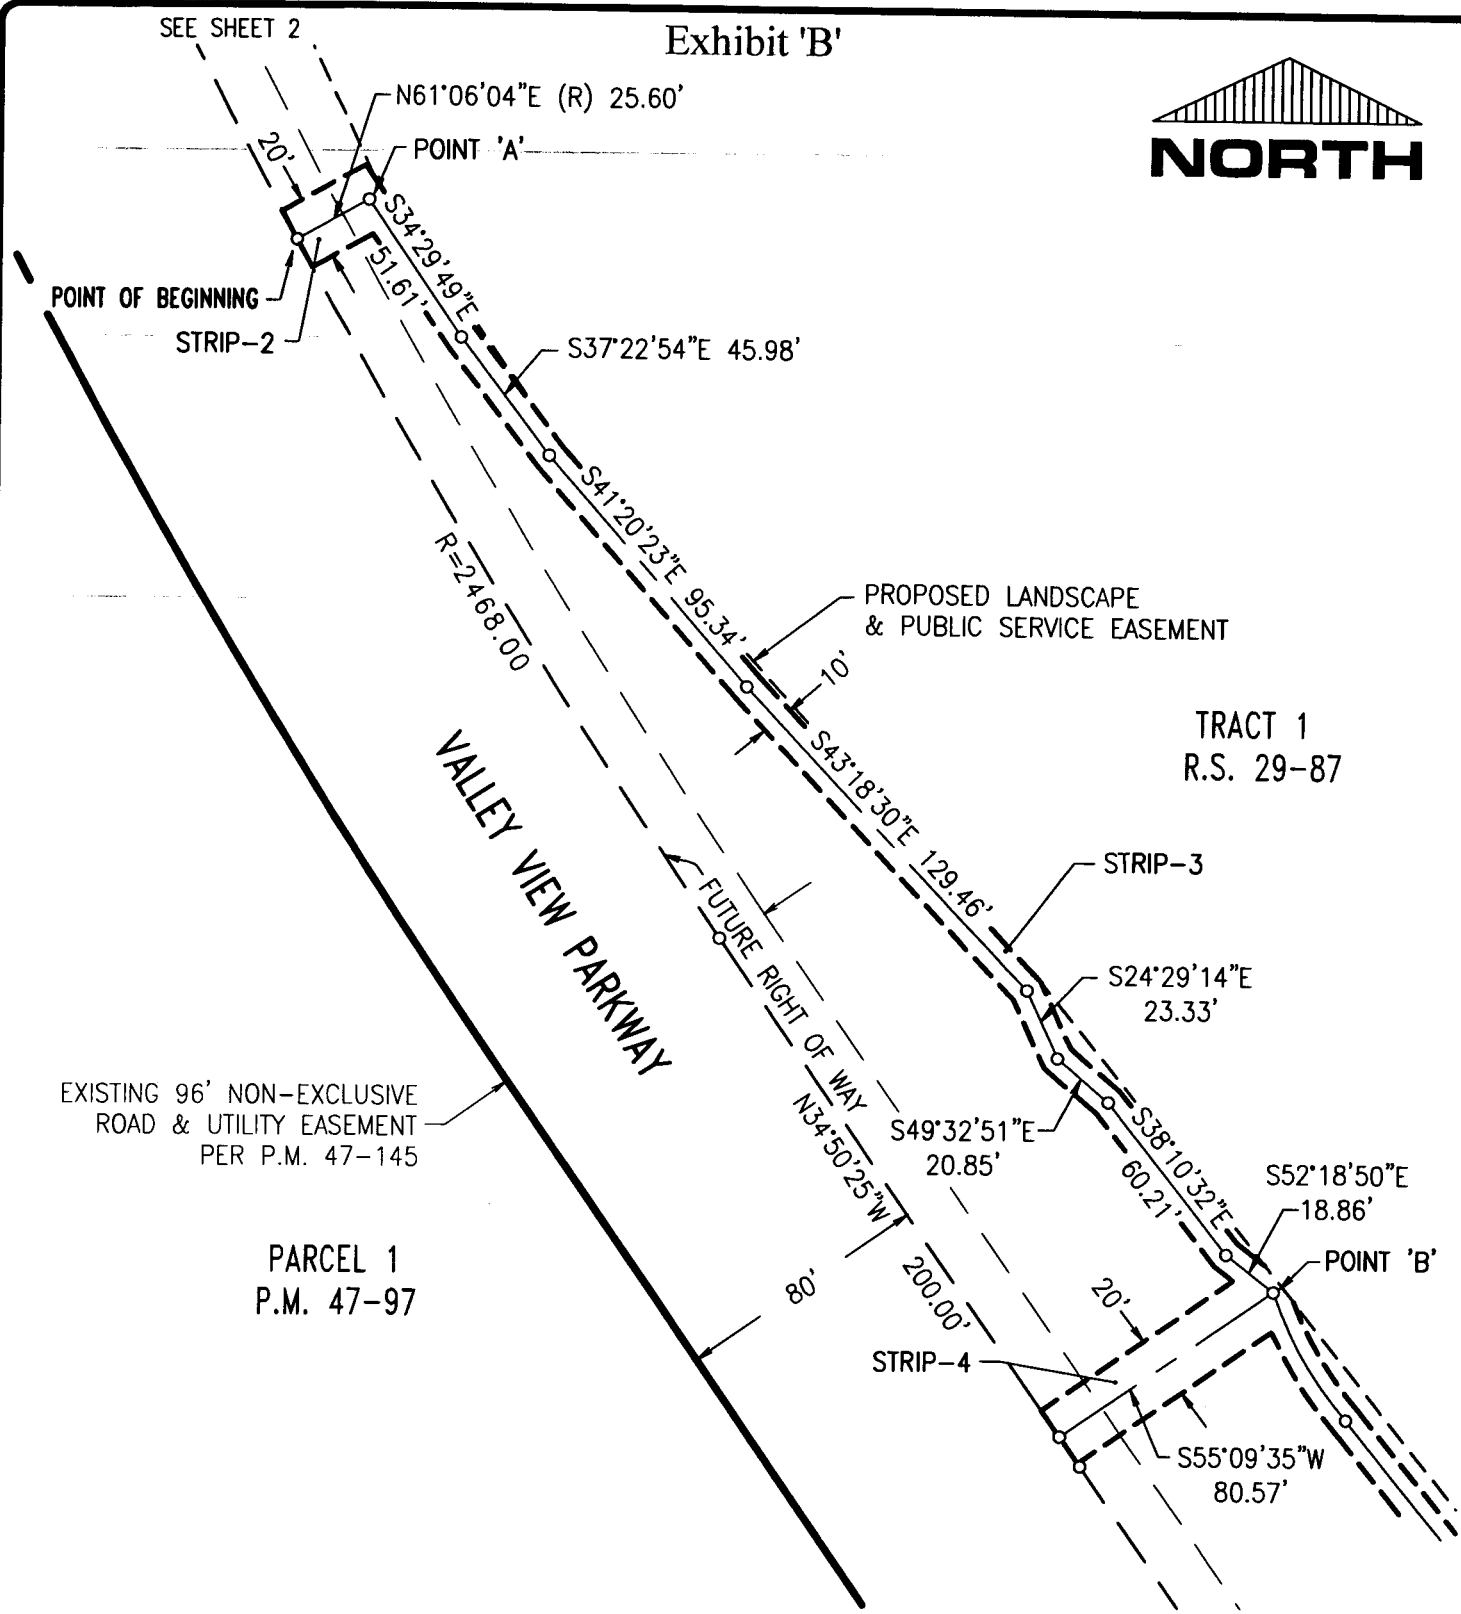 SEE SHEET 2
Exhibit 'B'
NORTH
N61°06'04"E (R) 25.60'
20'
POINT 'A'
S34°29'49"E
51.61'
POINT OF BEGINNING
STRIP-2
S37°22'54"E 45.98'
S41°20'23"E 95.34'
R=2468.00
PROPOSED LANDSCAPE
& PUBLIC SERVICE EASEMENT
10'
TRACT 1
R.S. 29-87
S43°18'30"E 129.46'
VALLEY VIEW PARKWAY
STRIP-3
FUTURE RIGHT OF WAY
S24°29'14"E
23.33'
EXISTING 96' NON-EXCLUSIVE
ROAD & UTILITY EASEMENT
PER P.M. 47-145
N34°50'25"W 200.00'
S49°32'51"E
20.85'
S38°10'32"E
60.21'
S52°18'50"E
18.86'
POINT 'B'
PARCEL 1
P.M. 47-97
80'
20'
STRIP-4
S55°09'35"W
80.57'